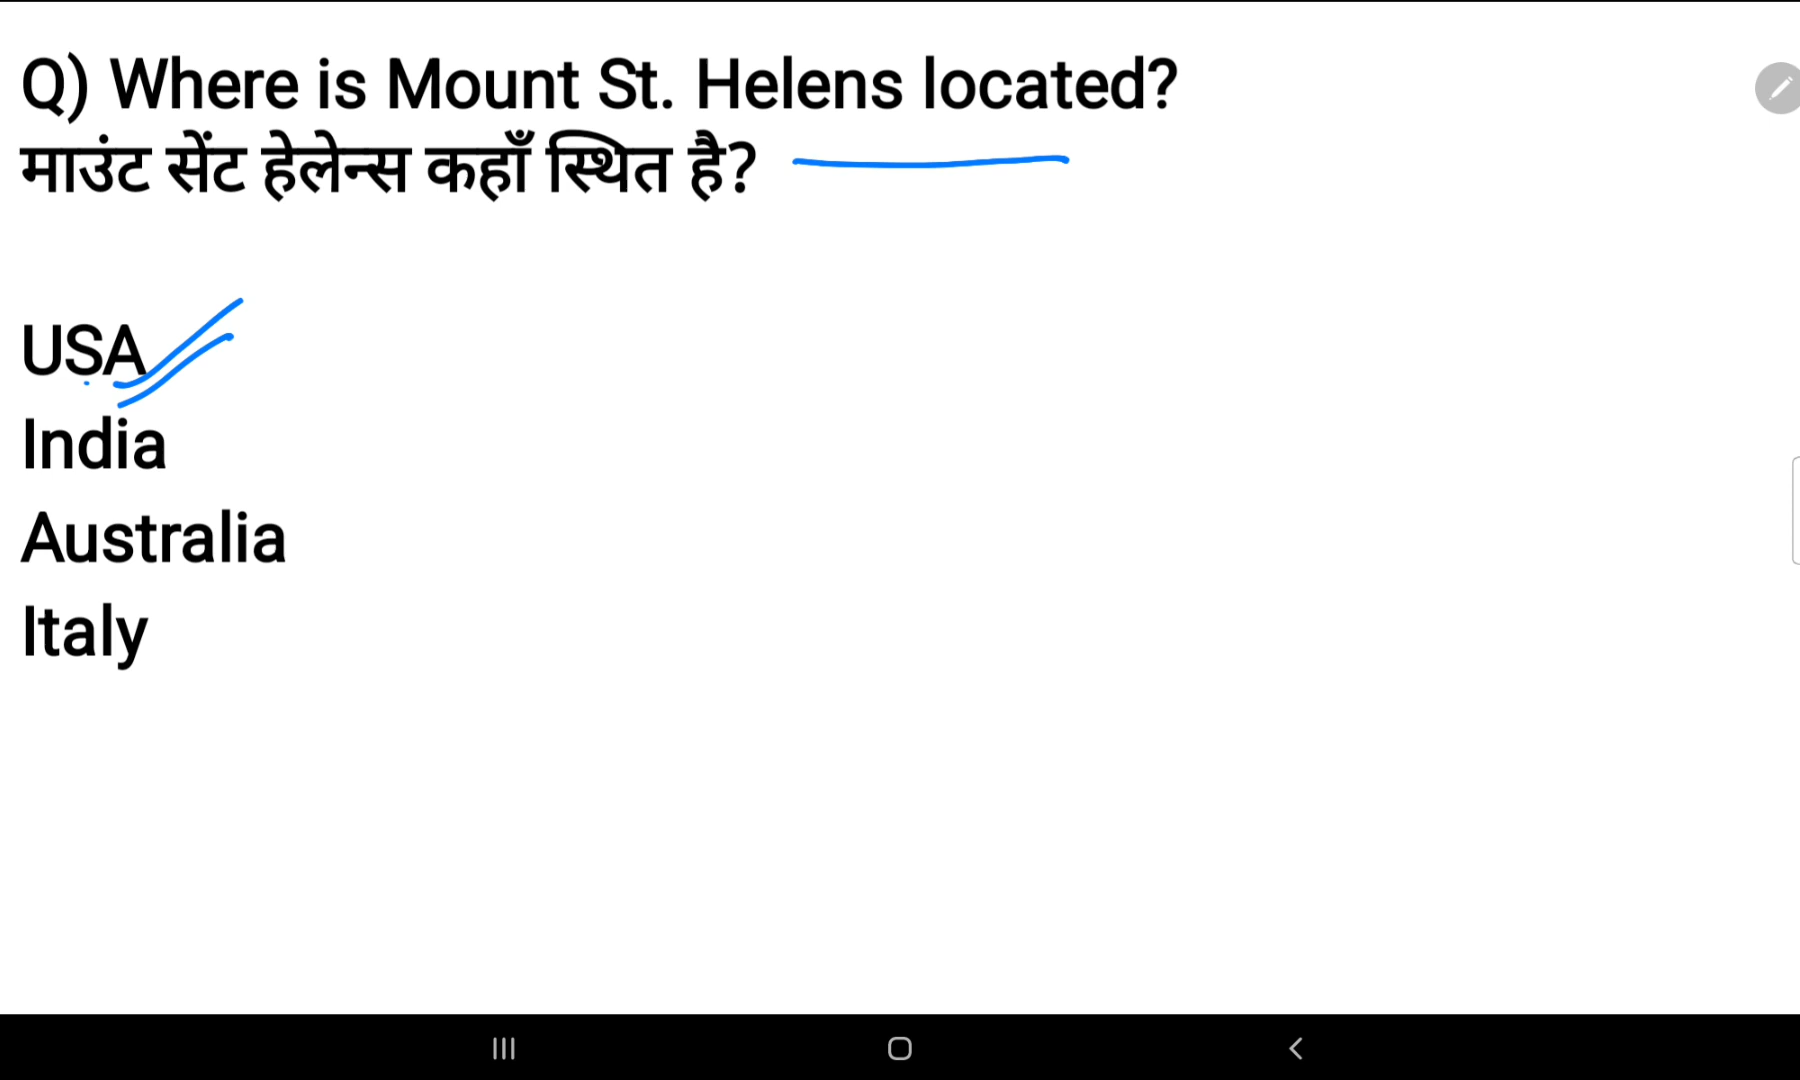 Q) Where is Mount St. Helens located?
माउंट सेंट हेलेन्स कहाँ स्थित है?
USA
India
Australia
Italy